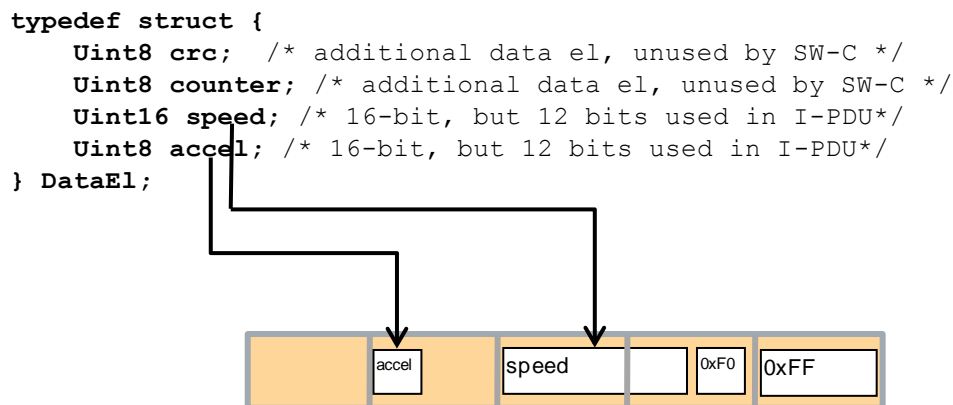 typedef struct {
Uint8 crc; /* additional data el, unused by SW-C */
Uint8 counter; /* additional data el, unused by SW-C */
Uint16 speed; /* 16-bit, but 12 bits used in I-PDU*/
Uint8 accel; /* 16-bit, but 12 bits used in I-PDU*/
} DataEl;
accel speed 0xF0 0xFF